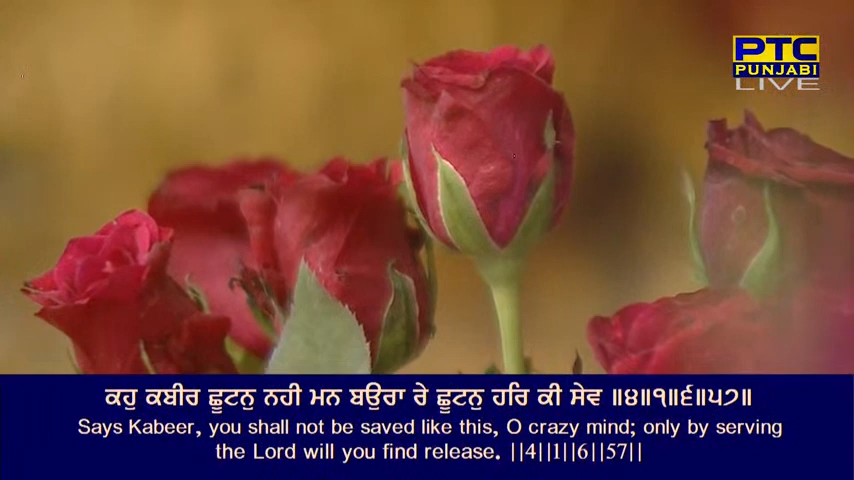 PTC
PUNJABI
LIVE
ਕਹੁ ਕਬੀਰ ਛੂਟਨੁ ਨਹੀ ਮਨ ਬਉਰਾ ਰੇ ਛੂਟਨੁ ਹਰਿ ਕੀ ਸੇਵ ॥੪॥੧॥੬॥੫੭॥
Says Kabeer, you shall not be saved like this, O crazy mind; only by serving
the Lord will you find release. ||4||1||6||57||